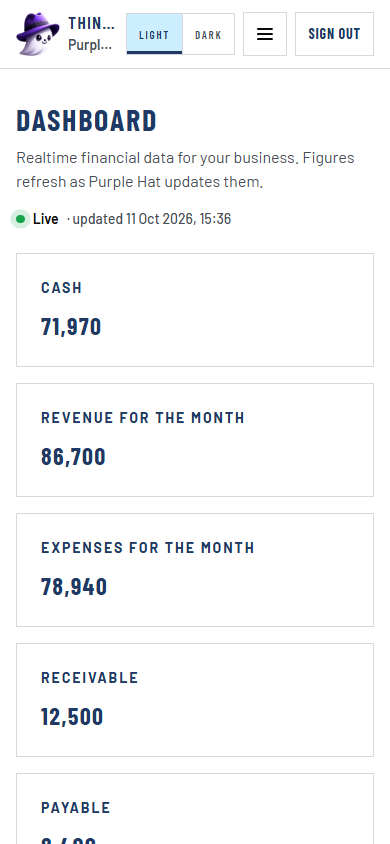 THIN...
Purpl...
LIGHT
DARK
SIGN OUT
DASHBOARD
Realtime financial data for your business. Figures
refresh as Purple Hat updates them.
Live · updated 11 Oct 2026, 15:36
CASH
71,970
REVENUE FOR THE MONTH
86,700
EXPENSES FOR THE MONTH
78,940
RECEIVABLE
12,500
PAYABLE